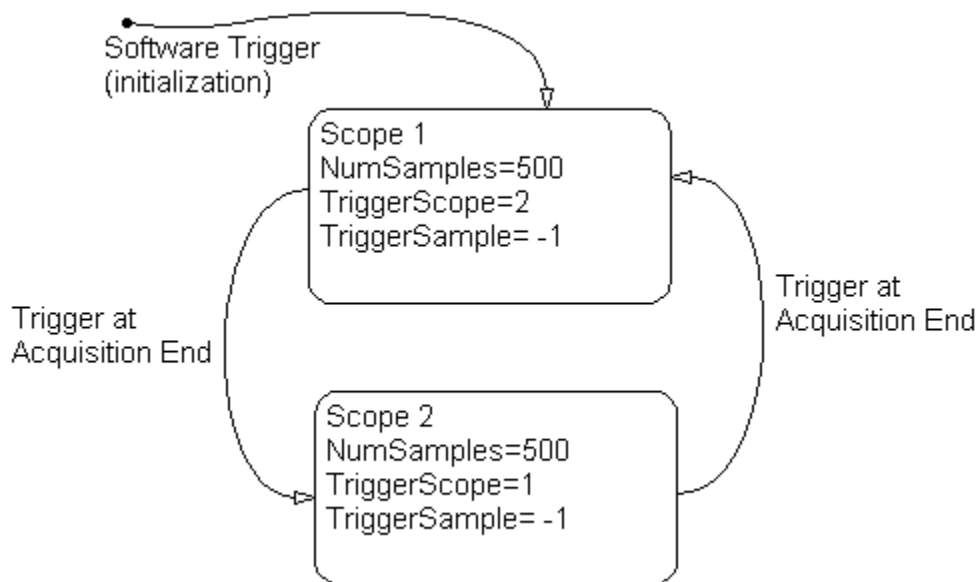 Software Trigger
(initialization)
Scope 1
NumSamples=500
TriggerScope=2
TriggerSample= -1
Trigger at
Acquisition End
Trigger at
Acquisition End
Scope 2
NumSamples=500
TriggerScope=1
TriggerSample= -1